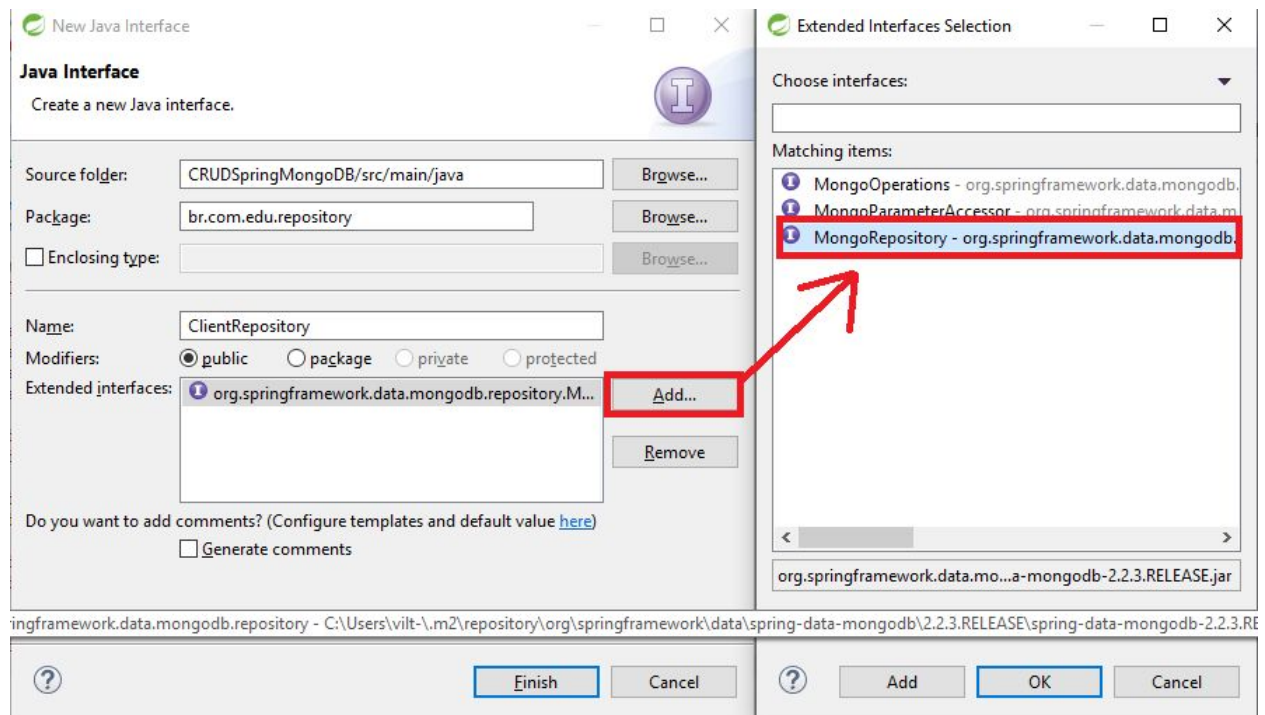 New Java Interface
Java Interface
Create a new Java interface.
Source folder: CRUDSpringMongoDB/src/main/java Browse...
Package: br.com.edu.repository Browse...
Enclosing type: Browse...
Name: ClientRepository
Modifiers: public package private protected
Extended interfaces: org.springframework.data.mongodb.repository.M... Add...
Remove
Do you want to add comments? (Configure templates and default value here)
Generate comments
Extended Interfaces Selection
Choose interfaces:
Matching items:
MongoOperations - org.springframework.data.mongodb.
MongoParameterAccessor - org.springframework.data.m
MongoRepository - org.springframework.data.mongodb.
org.springframework.data.mo...a-mongodb-2.2.3.RELEASE.jar
ingframework.data.mongodb.repository - C:\Users\vilt-\.m2\repository\org\springframework\data\spring-data-mongodb\2.2.3.RELEASE\spring-data-mongodb-2.2.3.RE
Finish Cancel
Add OK Cancel